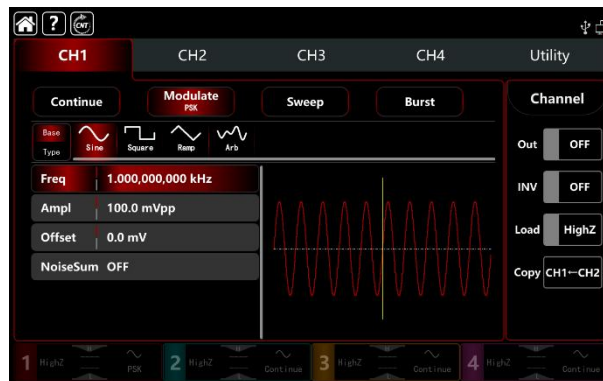 ? CNT
CH1 CH2 CH3 CH4 Utility
Continue Modulate Sweep Burst Channel
PSK
Base
Type Sine Square Ramp Arb
Out OFF
Freq 1.000,000,000 kHz
INV OFF
Ampl 100.0 mVpp
Offset 0.0 mV
Load HighZ
NoiseSum OFF
Copy CH1←CH2
1 HighZ PSK 2 HighZ Continue 3 HighZ Continue 4 HighZ Continue